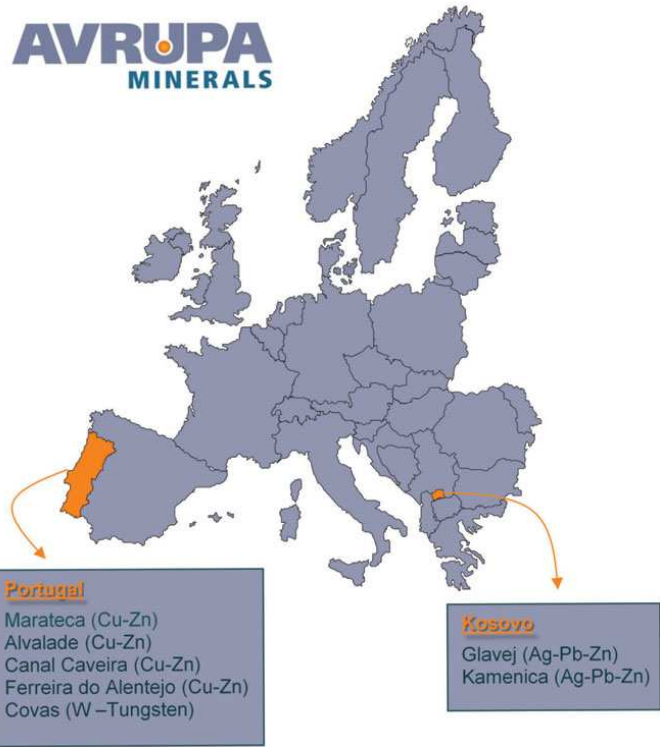 AVRUPA
MINERALS
Portugal
Marateca (Cu-Zn)
Alvalade (Cu-Zn)
Canal Caveira (Cu-Zn)
Ferreira do Alentejo (Cu-Zn)
Covas (W –Tungsten)
Kosovo
Glavej (Ag-Pb-Zn)
Kamenica (Ag-Pb-Zn)